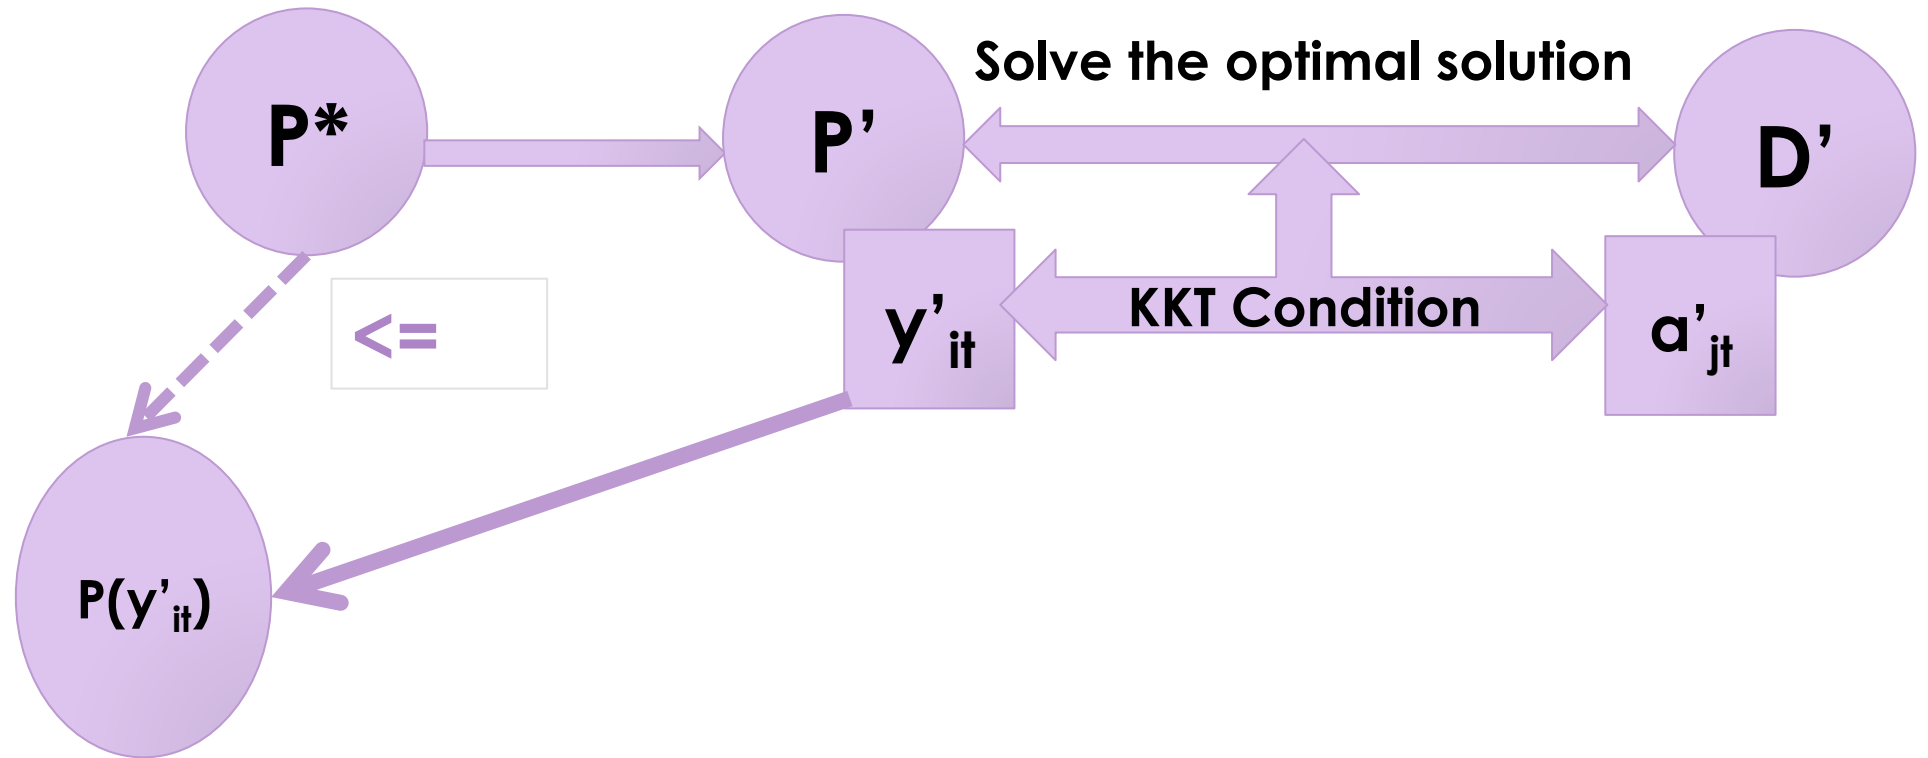 Solve the optimal solution
P*
P’
D’
<=
y’it
KKT Condition
a’jt
P(y’it)